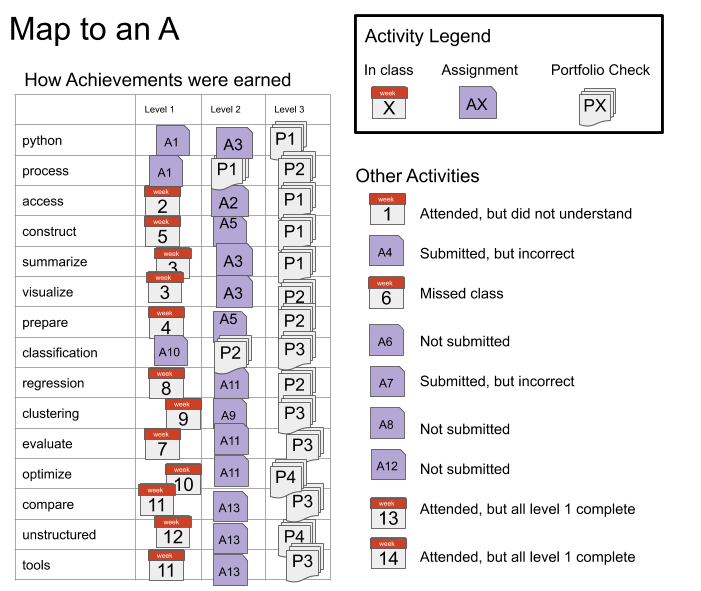 Map to an A
How Achievements were earned
Level 1 Level 2 Level 3
python A1 A3 P1
process A1 P1 P2
access week 2 A2 P1
construct week 5 A5 P1
summarize week 3 A3 P1
visualize week 3 A3 P2
prepare week 4 A5 P2
classification A10 P2 P3
regression week 8 A11 P2
clustering week 9 A9 P3
evaluate week 7 A11 P3
optimize week 10 A11 P4
compare week 11 A13 P3
unstructured week 12 A13 P4
tools week 11 A13 P3
Activity Legend
In class Assignment Portfolio Check
week X AX PX
Other Activities
week 1 Attended, but did not understand
A4 Submitted, but incorrect
week 6 Missed class
A6 Not submitted
A7 Submitted, but incorrect
A8 Not submitted
A12 Not submitted
week 13 Attended, but all level 1 complete
week 14 Attended, but all level 1 complete